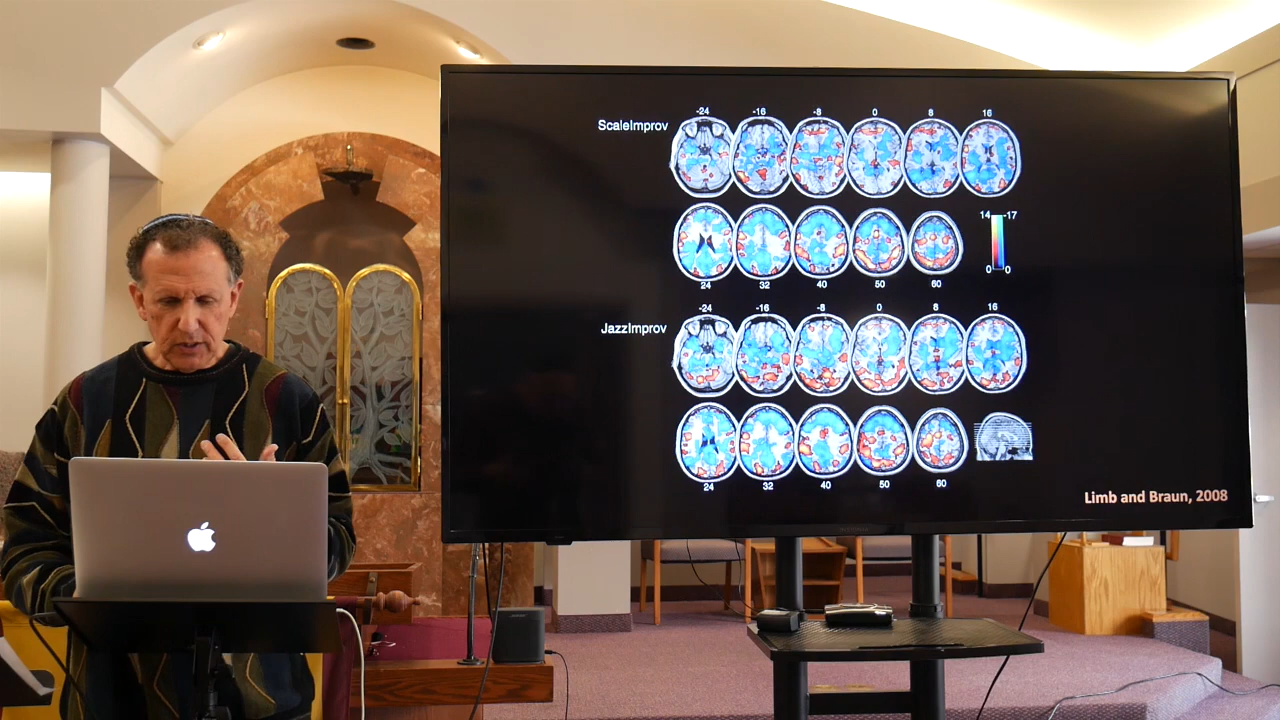 -24 -16 -8 0 8 16
ScaleImprov
14 -17
0 0
24 32 40 50 60
-24 -16 -8 0 8 16
JazzImprov
24 32 40 50 60
Limb and Braun, 2008